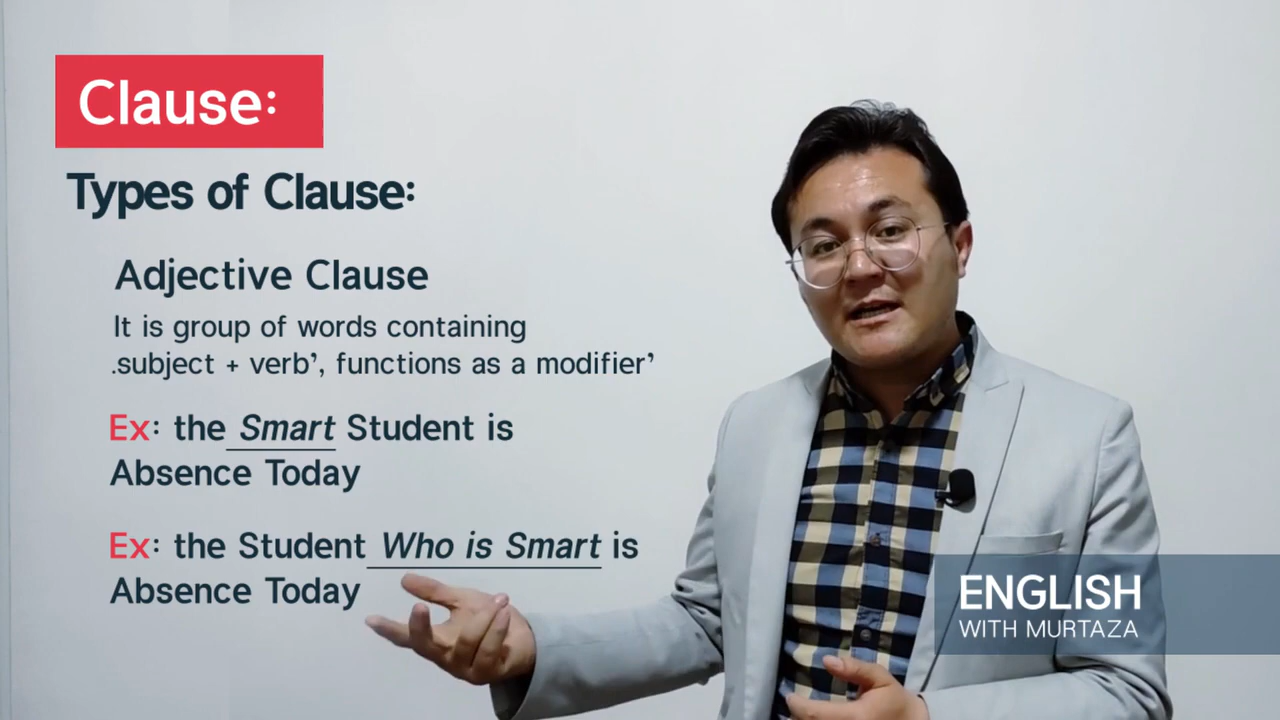 Clause:
Types of Clause:
Adjective Clause
It is group of words containing
.subject + verb’, functions as a modifier’
Ex: the Smart Student is
Absence Today
Ex: the Student Who is Smart is
Absence Today
ENGLISH
WITH MURTAZA